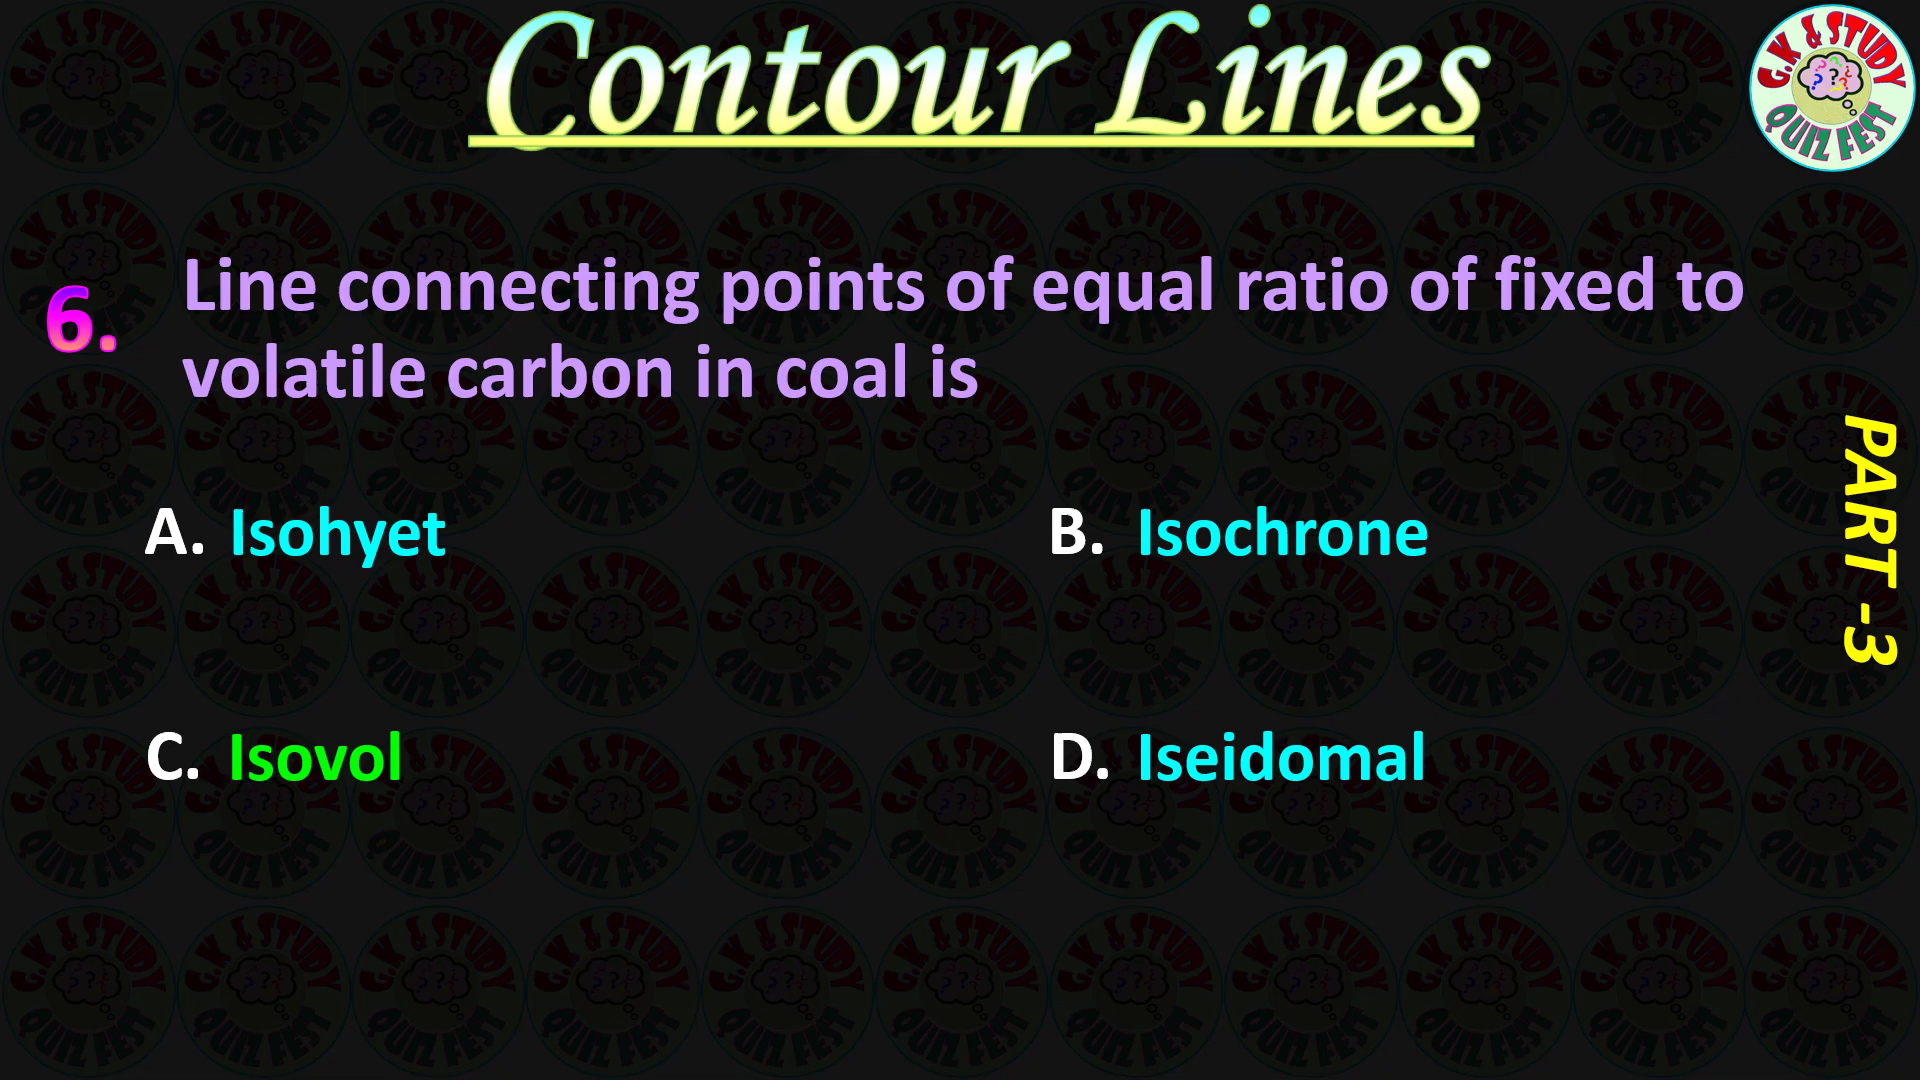 Contour Lines
G.K & STUDY
QUIZ FEST
6. Line connecting points of equal ratio of fixed to
volatile carbon in coal is
A. Isohyet
B. Isochrone
C. Isovol
D. Iseidomal
PART -3